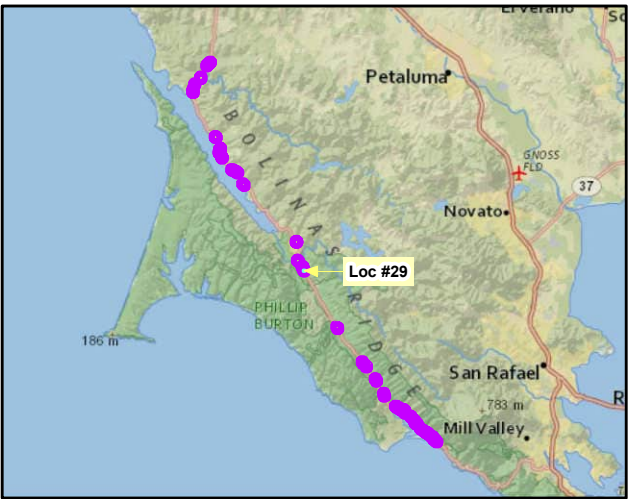 El Verano
Petaluma
GNOSS
FLD
37
BOLINAS RIDGE
Novato
Loc #29
PHILLIP
BURTON
186 m
San Rafael
783 m
Mill Valley